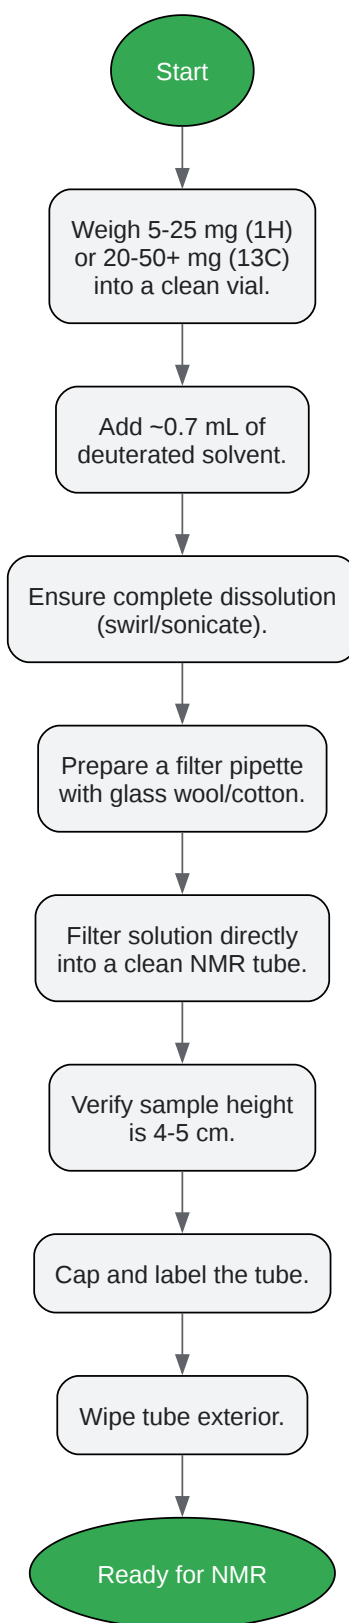 Start
Weigh 5-25 mg (1H)
or 20-50+ mg (13C)
into a clean vial.
Add ~0.7 mL of
deuterated solvent.
Ensure complete dissolution
(swirl/sonicate).
Prepare a filter pipette
with glass wool/cotton.
Filter solution directly
into a clean NMR tube.
Verify sample height
is 4-5 cm.
Cap and label the tube.
Wipe tube exterior.
Ready for NMR